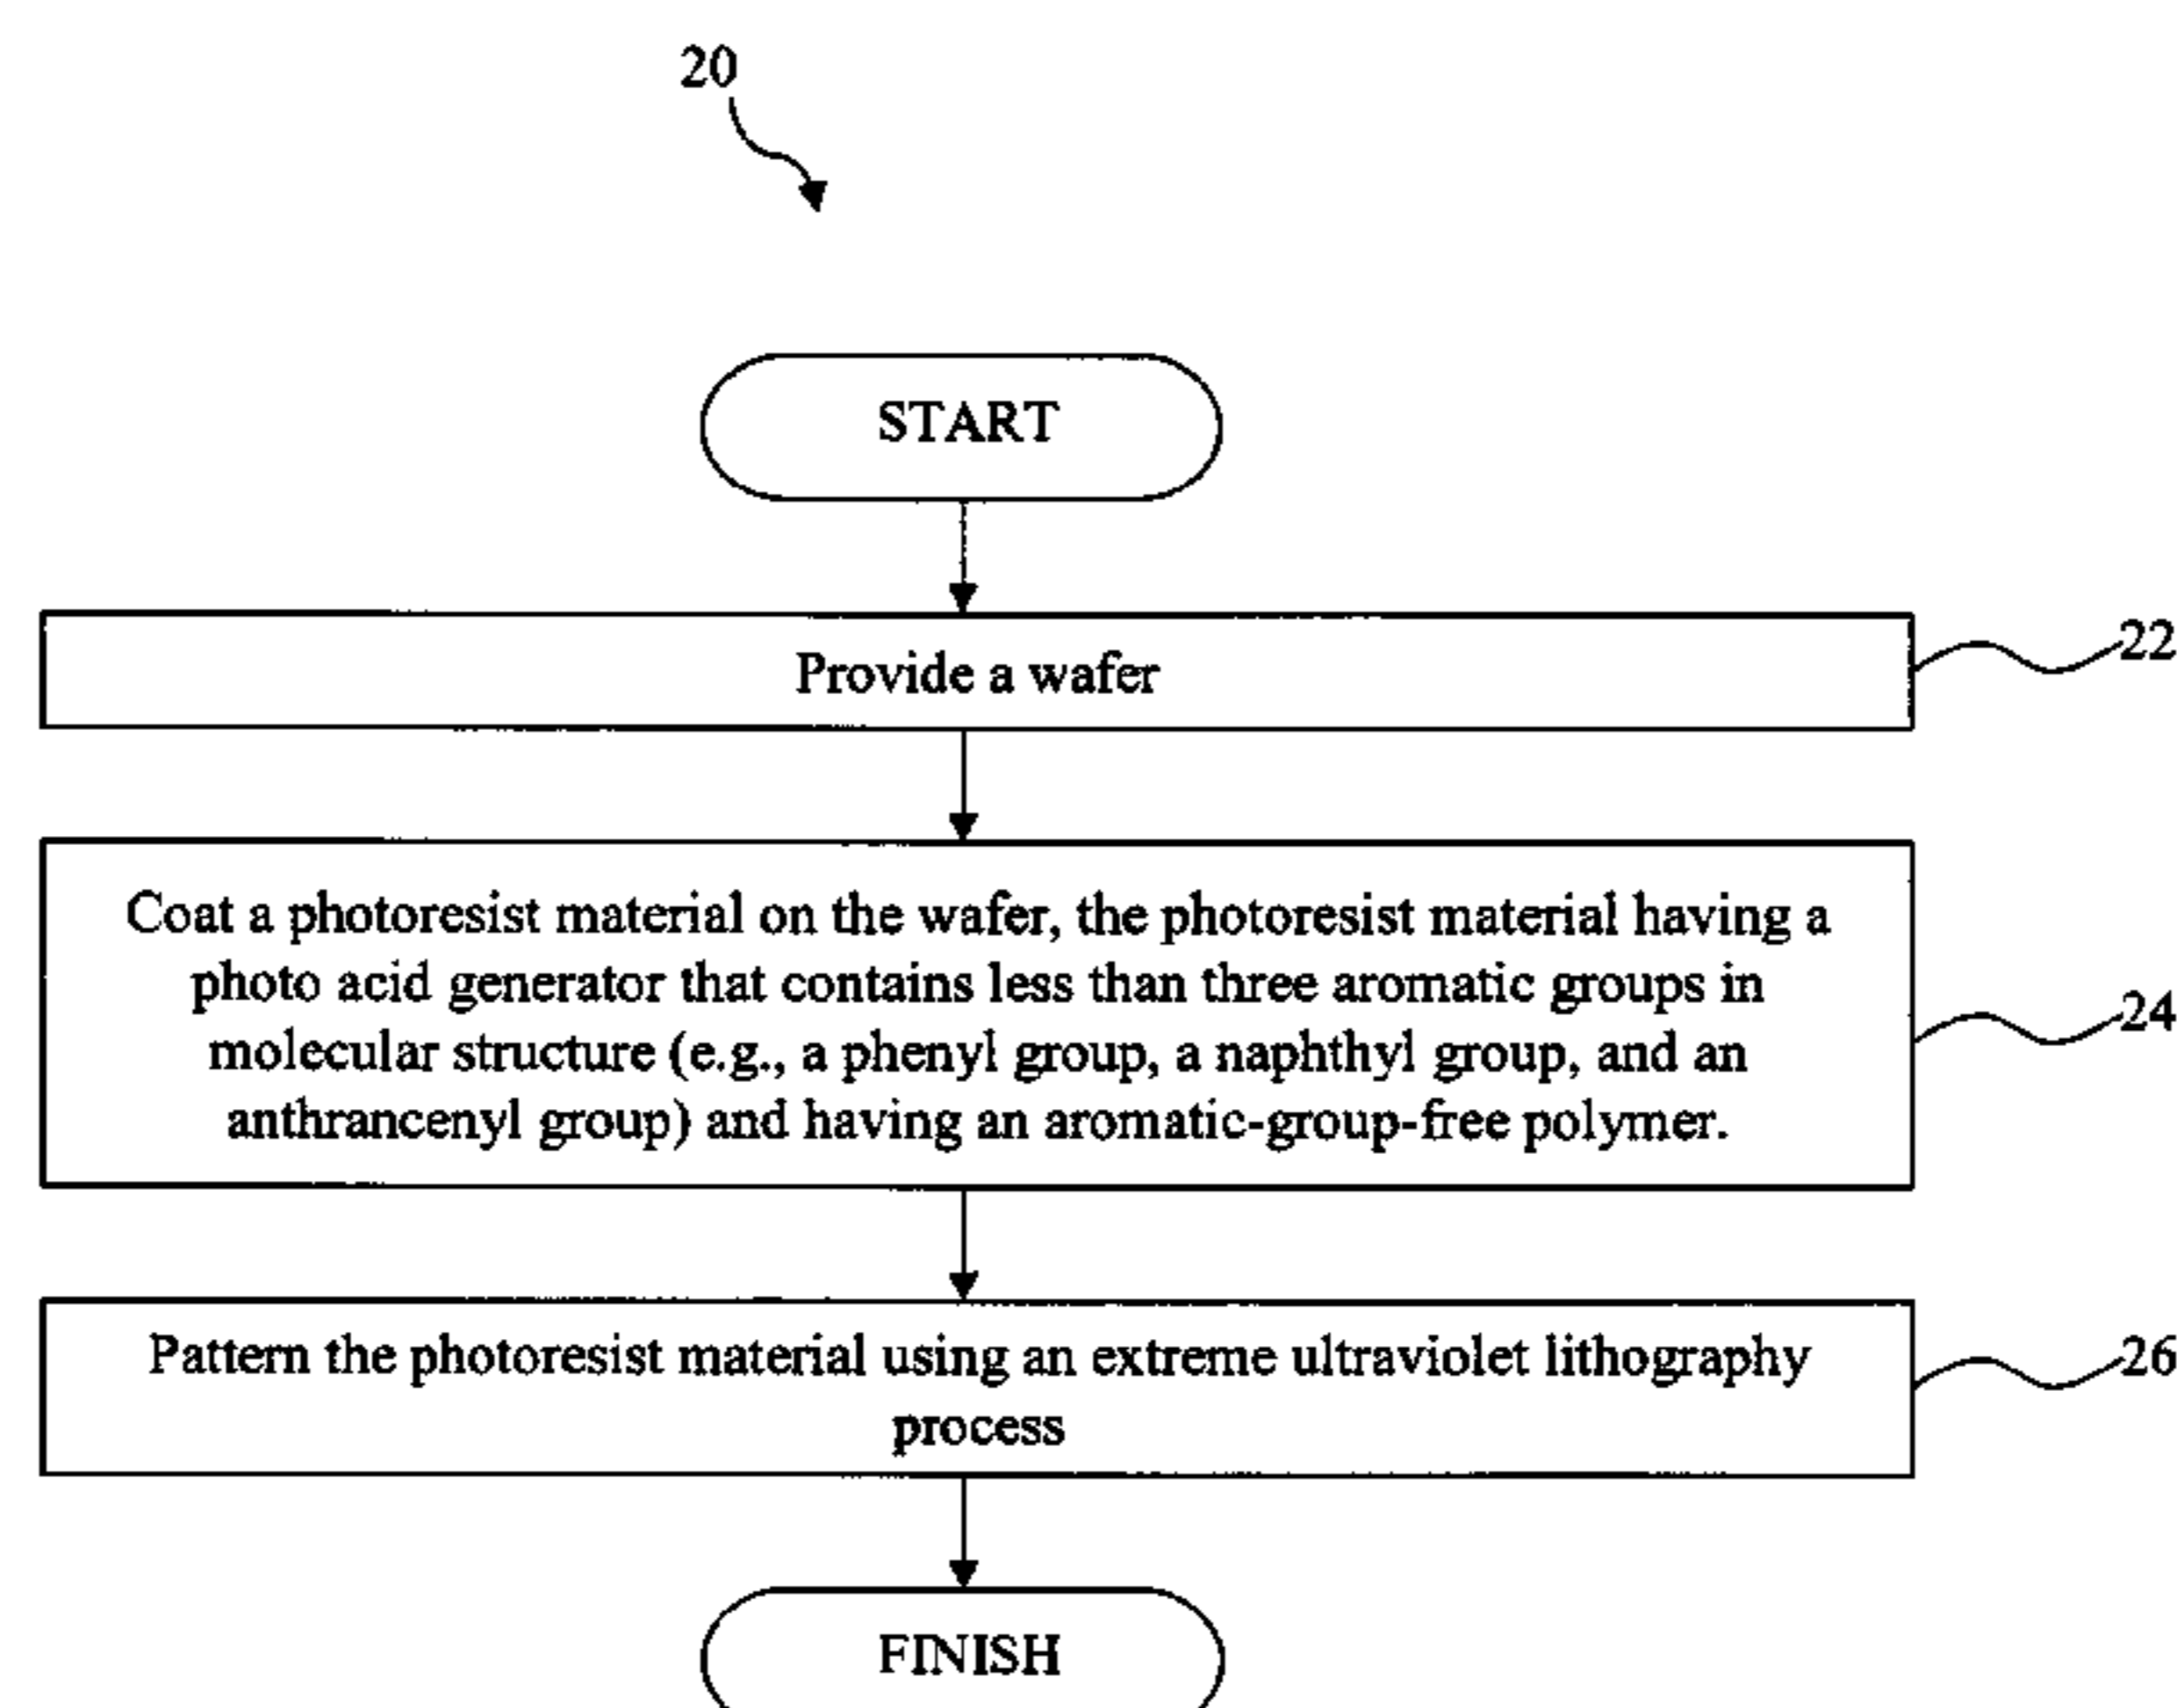 20
START
Provide a wafer
22
Coat a photoresist material on the wafer, the photoresist material having a
photo acid generator that contains less than three aromatic groups in
molecular structure (e.g., a phenyl group, a naphthyl group, and an
anthrancenyl group) and having an aromatic-group-free polymer.
24
Pattern the photoresist material using an extreme ultraviolet lithography
process
26
FINISH